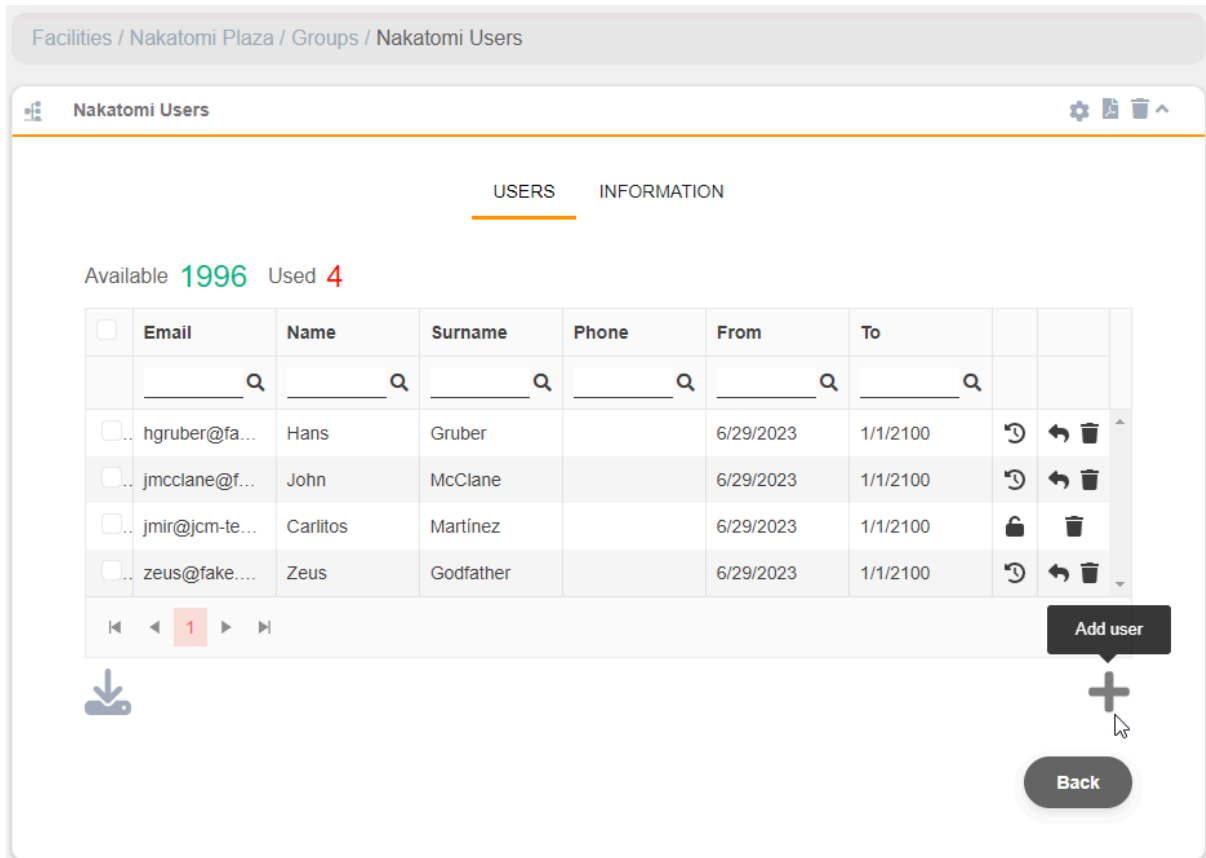 Facilities / Nakatomi Plaza / Groups / Nakatomi Users
Nakatomi Users
USERS INFORMATION
Available 1996 Used 4
Email Name Surname Phone From To
hgruber@fa... Hans Gruber 6/29/2023 1/1/2100
jmcclane@f... John McClane 6/29/2023 1/1/2100
jmir@jcm-te... Carlitos Martínez 6/29/2023 1/1/2100
zeus@fake.... Zeus Godfather 6/29/2023 1/1/2100
1
Add user
Back